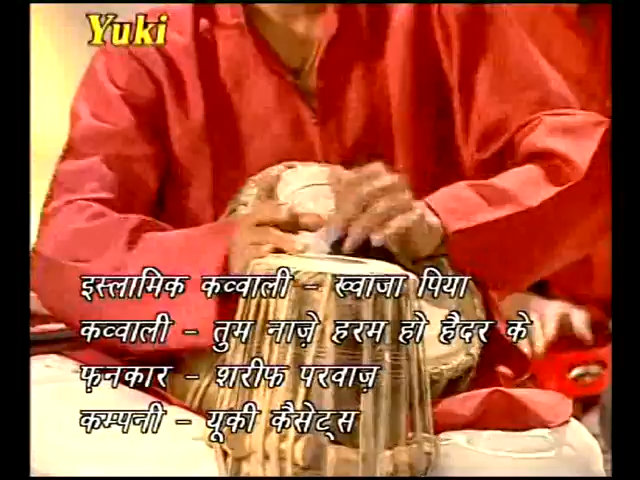 Yuki
इस्लामिक कव्वाली - ख्वाजा पिया
कव्वाली - तुम नाज़े हरम हो हैदर के
फ़नकार - शरीफ परवाज़
कम्पनी - यूकी कैसेट्स